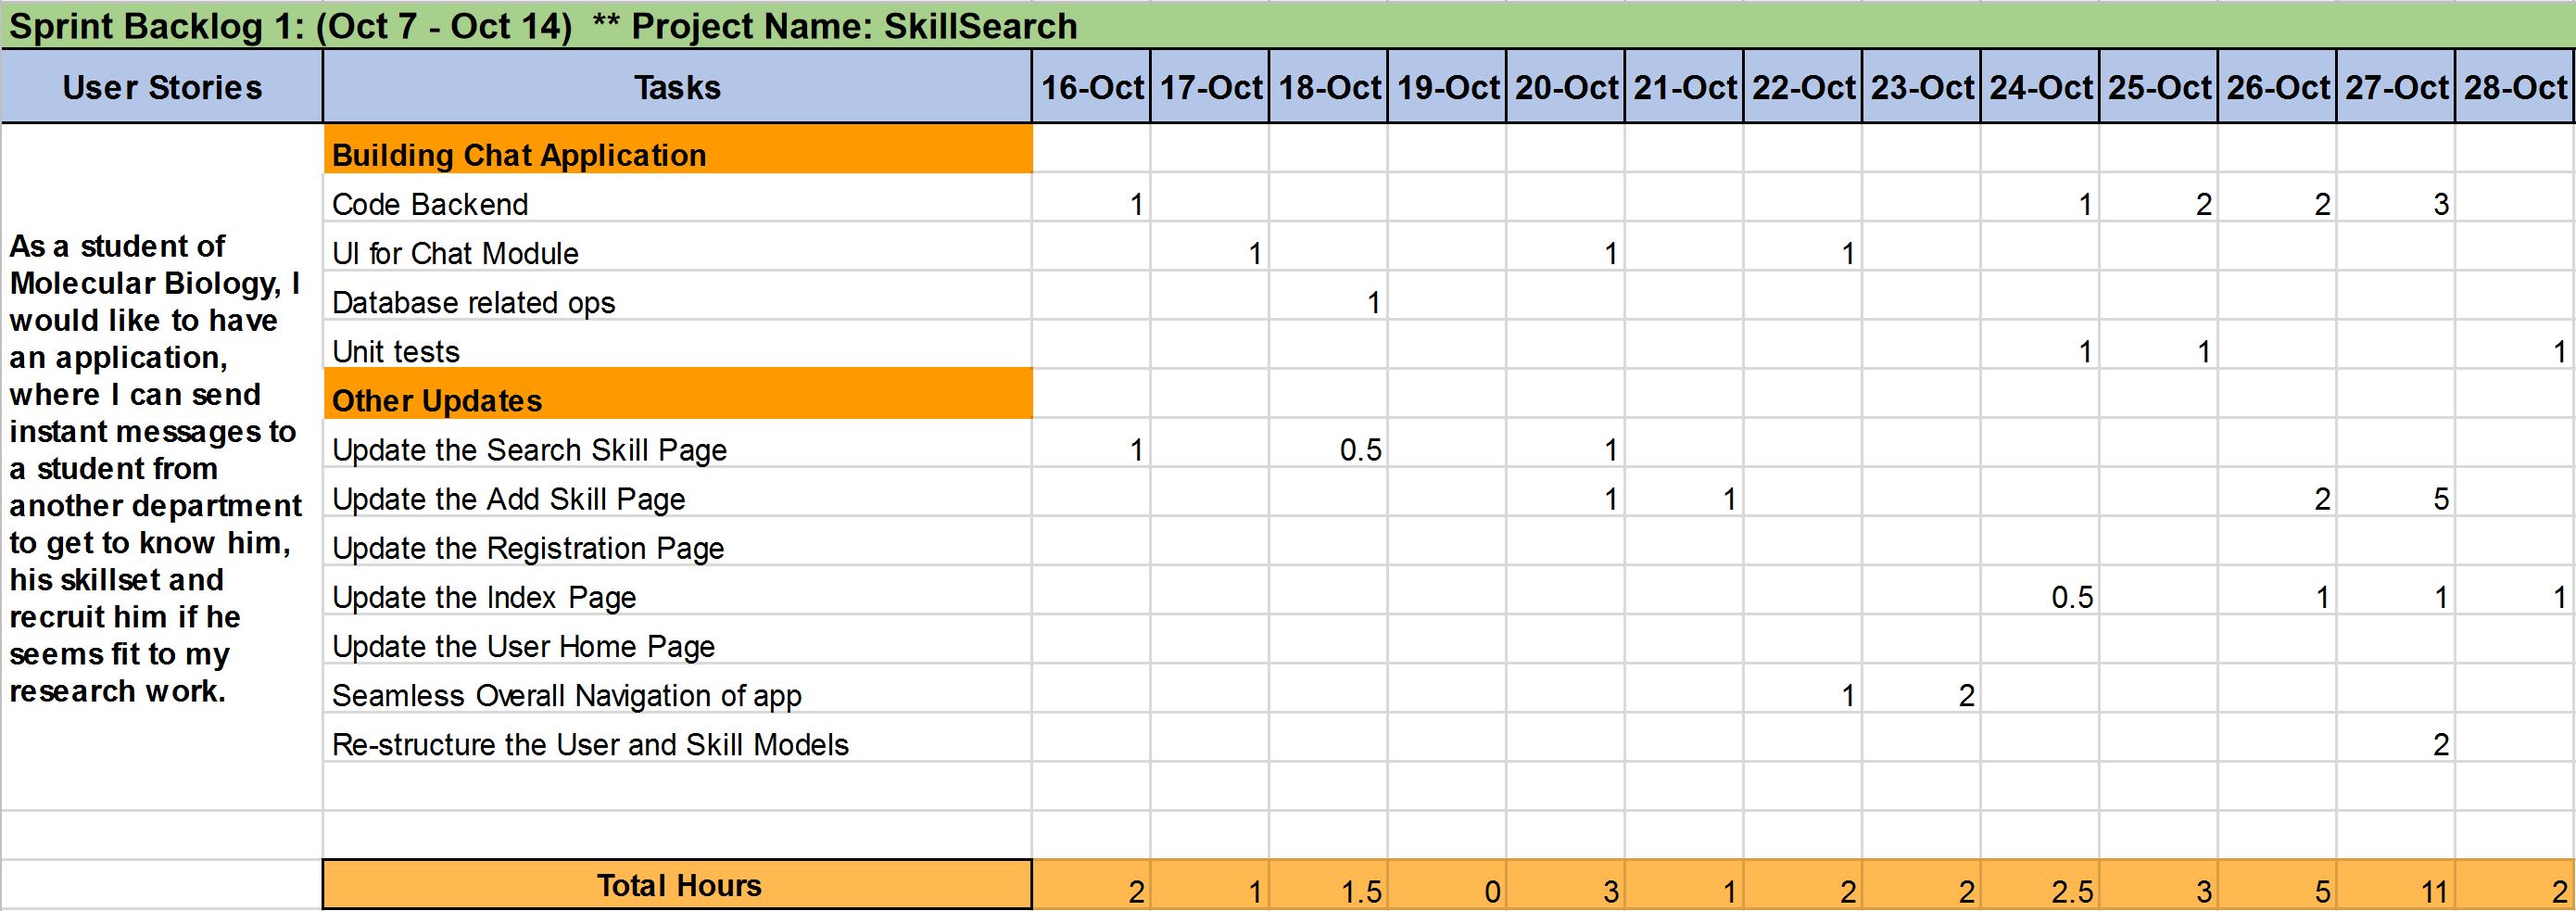 Sprint Backlog 1: (Oct 7 - Oct 14)  ** Project Name: SkillSearch
User Stories Tasks 16-Oct 17-Oct 18-Oct 19-Oct 20-Oct 21-Oct 22-Oct 23-Oct 24-Oct 25-Oct 26-Oct 27-Oct 28-Oct
As a student of
Molecular Biology, I
would like to have
an application,
where I can send
instant messages to
a student from
another department
to get to know him,
his skillset and
recruit him if he
seems fit to my
research work.
Building Chat Application
Code Backend 1 1 2 2 3
UI for Chat Module 1 1 1
Database related ops 1
Unit tests 1 1 1
Other Updates
Update the Search Skill Page 1 0.5 1
Update the Add Skill Page 1 1 2 5
Update the Registration Page
Update the Index Page 0.5 1 1 1
Update the User Home Page
Seamless Overall Navigation of app 1 2
Re-structure the User and Skill Models 2
Total Hours 2 1 1.5 0 3 1 2 2 2.5 3 5 11 2